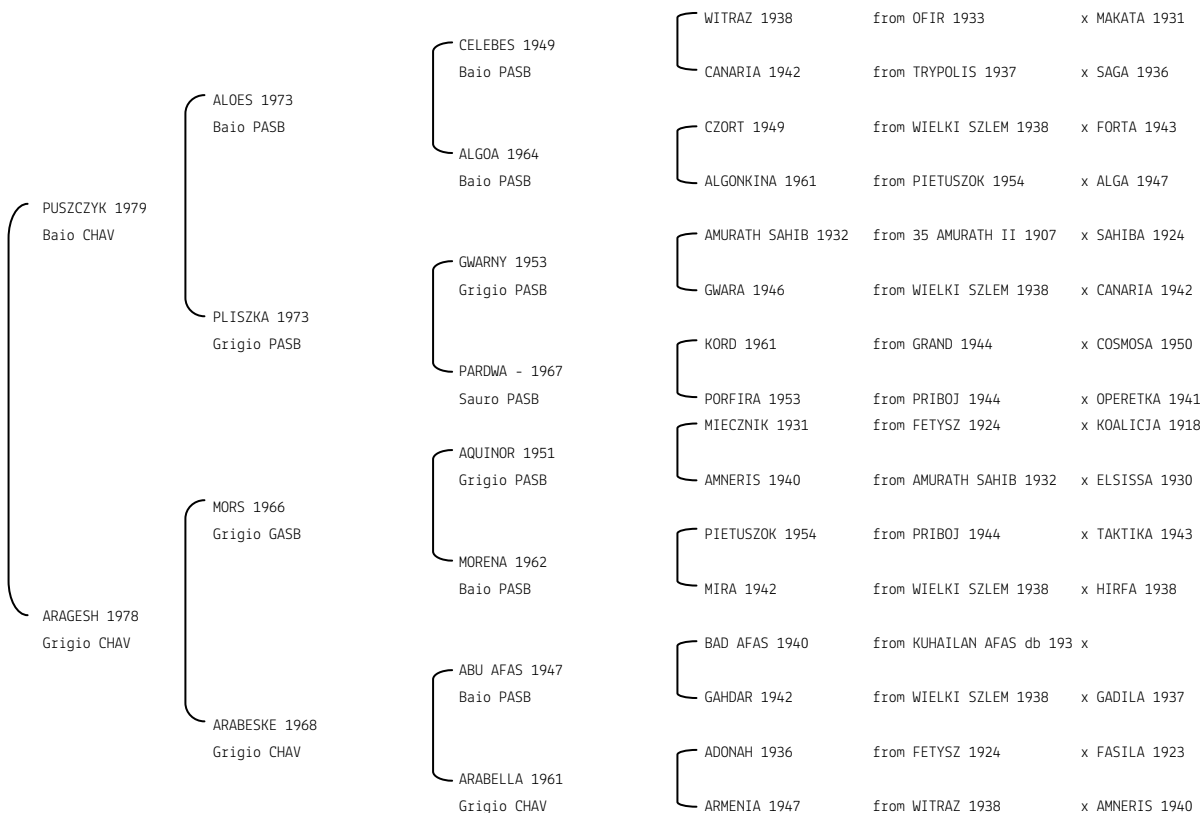 WITRAZ 1938 from OFIR 1933 x MAKATA 1931
CELEBES 1949
Baio PASB
CANARIA 1942 from TRYPOLIS 1937 x SAGA 1936
ALOES 1973
Baio PASB
CZORT 1949 from WIELKI SZLEM 1938 x FORTA 1943
ALGOA 1964
Baio PASB
ALGONKINA 1961 from PIETUSZOK 1954 x ALGA 1947
PUSZCZYK 1979
Baio CHAV
AMURATH SAHIB 1932 from 35 AMURATH II 1907 x SAHIBA 1924
GWARNY 1953
Grigio PASB
GWARA 1946 from WIELKI SZLEM 1938 x CANARIA 1942
PLISZKA 1973
Grigio PASB
KORD 1961 from GRAND 1944 x COSMOSA 1950
PARDWA - 1967
Sauro PASB
PORFIRA 1953 from PRIBOJ 1944 x OPERETKA 1941
MIECZNIK 1931 from FETYSZ 1924 x KOALICJA 1918
AQUINOR 1951
Grigio PASB
AMNERIS 1940 from AMURATH SAHIB 1932 x ELSISSA 1930
MORS 1966
Grigio GASB
PIETUSZOK 1954 from PRIBOJ 1944 x TAKTIKA 1943
MORENA 1962
Baio PASB
MIRA 1942 from WIELKI SZLEM 1938 x HIRFA 1938
ARAGESH 1978
Grigio CHAV
BAD AFAS 1940 from KUHAILAN AFAS db 193 x
ABU AFAS 1947
Baio PASB
GAHDAR 1942 from WIELKI SZLEM 1938 x GADILA 1937
ARABESKE 1968
Grigio CHAV
ADONAH 1936 from FETYSZ 1924 x FASILA 1923
ARABELLA 1961
Grigio CHAV
ARMENIA 1947 from WITRAZ 1938 x AMNERIS 1940